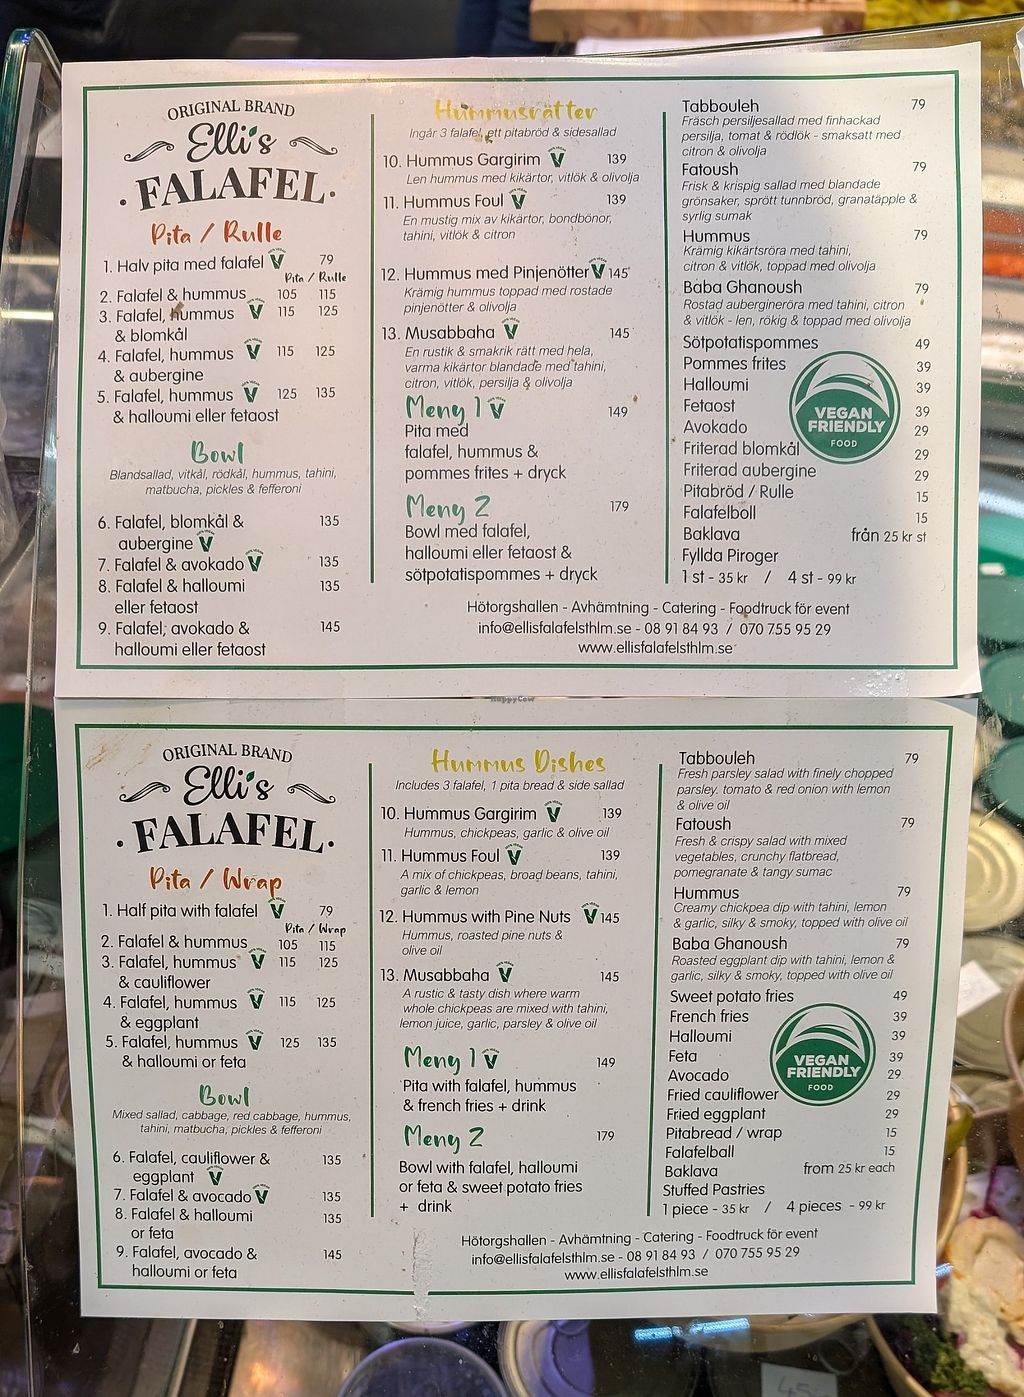 ORIGINAL BRAND
Elli's
FALAFEL
Pita / Rulle
1. Halv pita med falafel V 79
Pita / Rulle
2. Falafel & hummus 105 115
3. Falafel, hummus V 115 125
& blomkål
4. Falafel, hummus V 115 125
& aubergine
5. Falafel, hummus V 125 135
& halloumi eller fetaost
Bowl
Blandsallad, vitkål, rödkål, hummus, tahini,
matbucha, pickles & fefferoni
6. Falafel, blomkål & 135
aubergine V
7. Falafel & avokado V 135
8. Falafel & halloumi 135
eller fetaost
9. Falafel, avokado & 145
halloumi eller fetaost
Hummusrätter
Ingår 3 falafel, ett pitabröd & sidesallad
10. Hummus Gargirim V 139
Len hummus med kikärtor, vitlök & olivolja
11. Hummus Foul V 139
En mustig mix av kikärtor, bondbönor,
tahini, vitlök & citron
12. Hummus med Pinjenötter V 145
Krämig hummus toppad med rostade
pinjenötter & olivolja
13. Musabbaha V 145
En rustik & smakrik rätt med hela,
varma kikärtor blandade med tahini,
citron, vitlök, persilja & olivolja
Meny 1 V 149
Pita med
falafel, hummus &
pommes frites + dryck
Meny 2 179
Bowl med falafel,
halloumi eller fetaost &
sötpotatispommes + dryck
Tabbouleh 79
Fräsch persiljesallad med finhackad
persilja, tomat & rödlök - smaksatt med
citron & olivolja
Fatoush 79
Frisk & krispig sallad med blandade
grönsaker, sprött tunnbröd, granatäpple &
syrlig sumak
Hummus 79
Krämig kikärtsröra med tahini,
citron & vitlök, toppad med olivolja
Baba Ghanoush 79
Rostad aubergineröra med tahini, citron
& vitlök - len, rökig & toppad med olivolja
Sötpotatispommes 49
Pommes frites 39
Halloumi 39
Fetaost 39
Avokado 29
Friterad blomkål 29
Friterad aubergine 29
Pitabröd / Rulle 15
Falafelboll 15
Baklava från 25 kr st
Fyllda Piroger
1 st - 35 kr / 4 st - 99 kr
VEGAN
FRIENDLY
FOOD
Hötorgshallen - Avhämtning - Catering - Foodtruck för event
info@ellisfalafelsthlm.se - 08 91 84 93 / 070 755 95 29
www.ellisfalafelsthlm.se
HappyCow
ORIGINAL BRAND
Elli's
FALAFEL
Pita / Wrap
1. Half pita with falafel V 79
Pita / Wrap
2. Falafel & hummus 105 115
3. Falafel, hummus V 115 125
& cauliflower
4. Falafel, hummus V 115 125
& eggplant
5. Falafel, hummus V 125 135
& halloumi or feta
Bowl
Mixed sallad, cabbage, red cabbage, hummus,
tahini, matbucha, pickles & fefferoni
6. Falafel, cauliflower & 135
eggplant V
7. Falafel & avocado V 135
8. Falafel & halloumi 135
or feta
9. Falafel, avocado & 145
halloumi or feta
Hummus Dishes
Includes 3 falafel, 1 pita bread & side sallad
10. Hummus Gargirim V 139
Hummus, chickpeas, garlic & olive oil
11. Hummus Foul V 139
A mix of chickpeas, broad beans, tahini,
garlic & lemon
12. Hummus with Pine Nuts V 145
Hummus, roasted pine nuts &
olive oil
13. Musabbaha V 145
A rustic & tasty dish where warm
whole chickpeas are mixed with tahini,
lemon juice, garlic, parsley & olive oil
Meny 1 V 149
Pita with falafel, hummus
& french fries + drink
Meny 2 179
Bowl with falafel, halloumi
or feta & sweet potato fries
+ drink
Tabbouleh 79
Fresh parsley salad with finely chopped
parsley. tomato & red onion with lemon
& olive oil
Fatoush 79
Fresh & crispy salad with mixed
vegetables, crunchy flatbread,
pomegranate & tangy sumac
Hummus 79
Creamy chickpea dip with tahini, lemon
& garlic, silky & smoky, topped with olive oil
Baba Ghanoush 79
Roasted eggplant dip with tahini, lemon &
garlic, silky & smoky, topped with olive oil
Sweet potato fries 49
French fries 39
Halloumi 39
Feta 39
Avocado 29
Fried cauliflower 29
Fried eggplant 29
Pitabread / wrap 15
Falafelball 15
Baklava from 25 kr each
Stuffed Pastries
1 piece - 35 kr / 4 pieces - 99 kr
VEGAN
FRIENDLY
FOOD
Hötorgshallen - Avhämtning - Catering - Foodtruck för event
info@ellisfalafelsthlm.se - 08 91 84 93 / 070 755 95 29
www.ellisfalafelsthlm.se